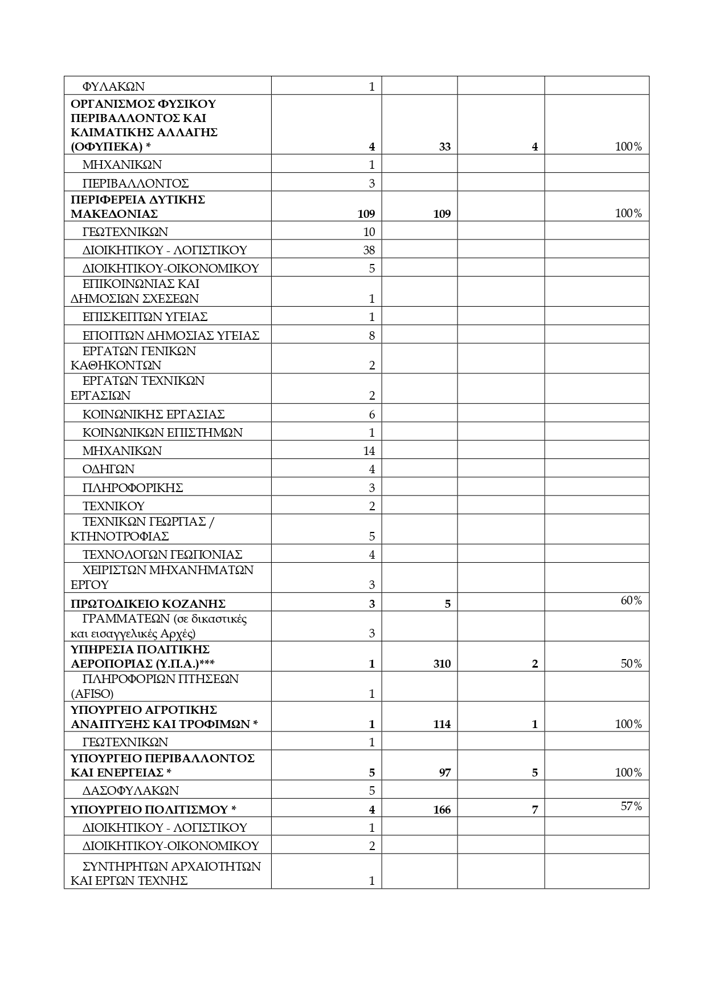 ΦΥΛΑΚΩΝ 1
ΟΡΓΑΝΙΣΜΟΣ ΦΥΣΙΚΟΥ
ΠΕΡΙΒΑΛΛΟΝΤΟΣ ΚΑΙ
ΚΛΙΜΑΤΙΚΗΣ ΑΛΛΑΓΗΣ
(ΟΦΥΠΕΚΑ) * 4 33 4 100%
ΜΗΧΑΝΙΚΩΝ 1
ΠΕΡΙΒΑΛΛΟΝΤΟΣ 3
ΠΕΡΙΦΕΡΕΙΑ ΔΥΤΙΚΗΣ
ΜΑΚΕΔΟΝΙΑΣ 109 109 100%
ΓΕΩΤΕΧΝΙΚΩΝ 10
ΔΙΟΙΚΗΤΙΚΟΥ - ΛΟΓΙΣΤΙΚΟΥ 38
ΔΙΟΙΚΗΤΙΚΟΥ-ΟΙΚΟΝΟΜΙΚΟΥ 5
ΕΠΙΚΟΙΝΩΝΙΑΣ ΚΑΙ
ΔΗΜΟΣΙΩΝ ΣΧΕΣΕΩΝ 1
ΕΠΙΣΚΕΠΤΩΝ ΥΓΕΙΑΣ 1
ΕΠΟΠΤΩΝ ΔΗΜΟΣΙΑΣ ΥΓΕΙΑΣ 8
ΕΡΓΑΤΩΝ ΓΕΝΙΚΩΝ
ΚΑΘΗΚΟΝΤΩΝ 2
ΕΡΓΑΤΩΝ ΤΕΧΝΙΚΩΝ
ΕΡΓΑΣΙΩΝ 2
ΚΟΙΝΩΝΙΚΗΣ ΕΡΓΑΣΙΑΣ 6
ΚΟΙΝΩΝΙΚΩΝ ΕΠΙΣΤΗΜΩΝ 1
ΜΗΧΑΝΙΚΩΝ 14
ΟΔΗΓΩΝ 4
ΠΛΗΡΟΦΟΡΙΚΗΣ 3
ΤΕΧΝΙΚΟΥ 2
ΤΕΧΝΙΚΩΝ ΓΕΩΡΓΙΑΣ /
ΚΤΗΝΟΤΡΟΦΙΑΣ 5
ΤΕΧΝΟΛΟΓΩΝ ΓΕΩΠΟΝΙΑΣ 4
ΧΕΙΡΙΣΤΩΝ ΜΗΧΑΝΗΜΑΤΩΝ
ΕΡΓΟΥ 3
ΠΡΩΤΟΔΙΚΕΙΟ ΚΟΖΑΝΗΣ 3 5 60%
ΓΡΑΜΜΑΤΕΩΝ (σε δικαστικές
και εισαγγελικές Αρχές) 3
ΥΠΗΡΕΣΙΑ ΠΟΛΙΤΙΚΗΣ
ΑΕΡΟΠΟΡΙΑΣ (Υ.Π.Α.)*** 1 310 2 50%
ΠΛΗΡΟΦΟΡΙΩΝ ΠΤΗΣΕΩΝ
(AFISO) 1
ΥΠΟΥΡΓΕΙΟ ΑΓΡΟΤΙΚΗΣ
ΑΝΑΠΤΥΞΗΣ ΚΑΙ ΤΡΟΦΙΜΩΝ * 1 114 1 100%
ΓΕΩΤΕΧΝΙΚΩΝ 1
ΥΠΟΥΡΓΕΙΟ ΠΕΡΙΒΑΛΛΟΝΤΟΣ
ΚΑΙ ΕΝΕΡΓΕΙΑΣ * 5 97 5 100%
ΔΑΣΟΦΥΛΑΚΩΝ 5
ΥΠΟΥΡΓΕΙΟ ΠΟΛΙΤΙΣΜΟΥ * 4 166 7 57%
ΔΙΟΙΚΗΤΙΚΟΥ - ΛΟΓΙΣΤΙΚΟΥ 1
ΔΙΟΙΚΗΤΙΚΟΥ-ΟΙΚΟΝΟΜΙΚΟΥ 2
ΣΥΝΤΗΡΗΤΩΝ ΑΡΧΑΙΟΤΗΤΩΝ
ΚΑΙ ΕΡΓΩΝ ΤΕΧΝΗΣ 1